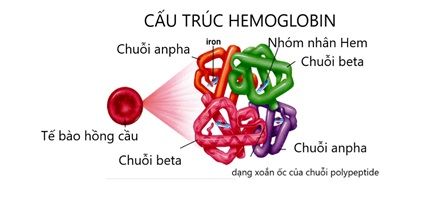 CẤU TRÚC HEMOGLOBIN
iron
Nhóm nhân Hem
Chuỗi anpha
Chuỗi beta
Tế bào hồng cầu
Chuỗi beta
Chuỗi anpha
dạng xoắn ốc của chuỗi polypeptide